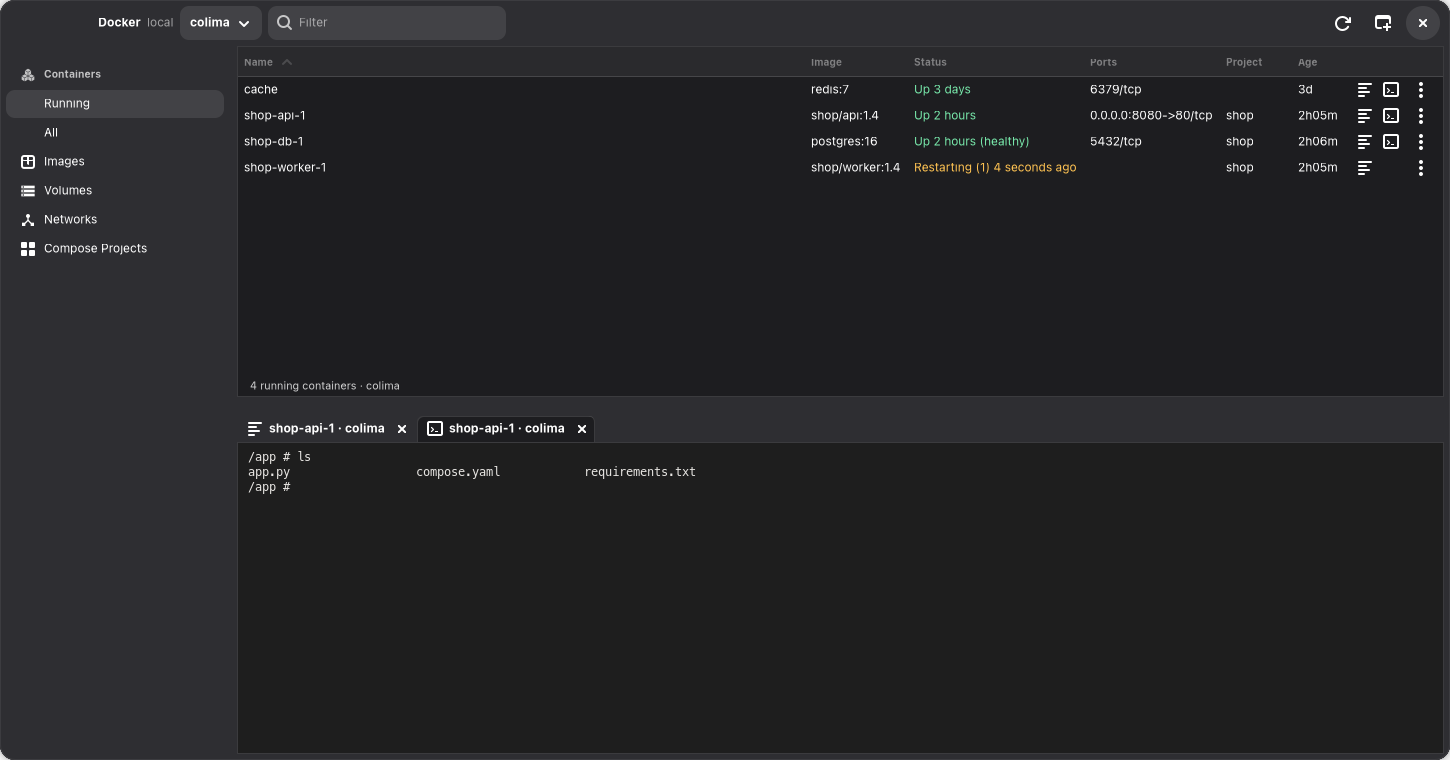 Docker local colima Filter
Containers
Running
All
Images
Volumes
Networks
Compose Projects
Name Image Status Ports Project Age
cache redis:7 Up 3 days 6379/tcp 3d
shop-api-1 shop/api:1.4 Up 2 hours 0.0.0.0:8080->80/tcp shop 2h05m
shop-db-1 postgres:16 Up 2 hours (healthy) 5432/tcp shop 2h06m
shop-worker-1 shop/worker:1.4 Restarting (1) 4 seconds ago shop 2h05m
4 running containers · colima
shop-api-1 · colima shop-api-1 · colima
/app # ls
app.py compose.yaml requirements.txt
/app #